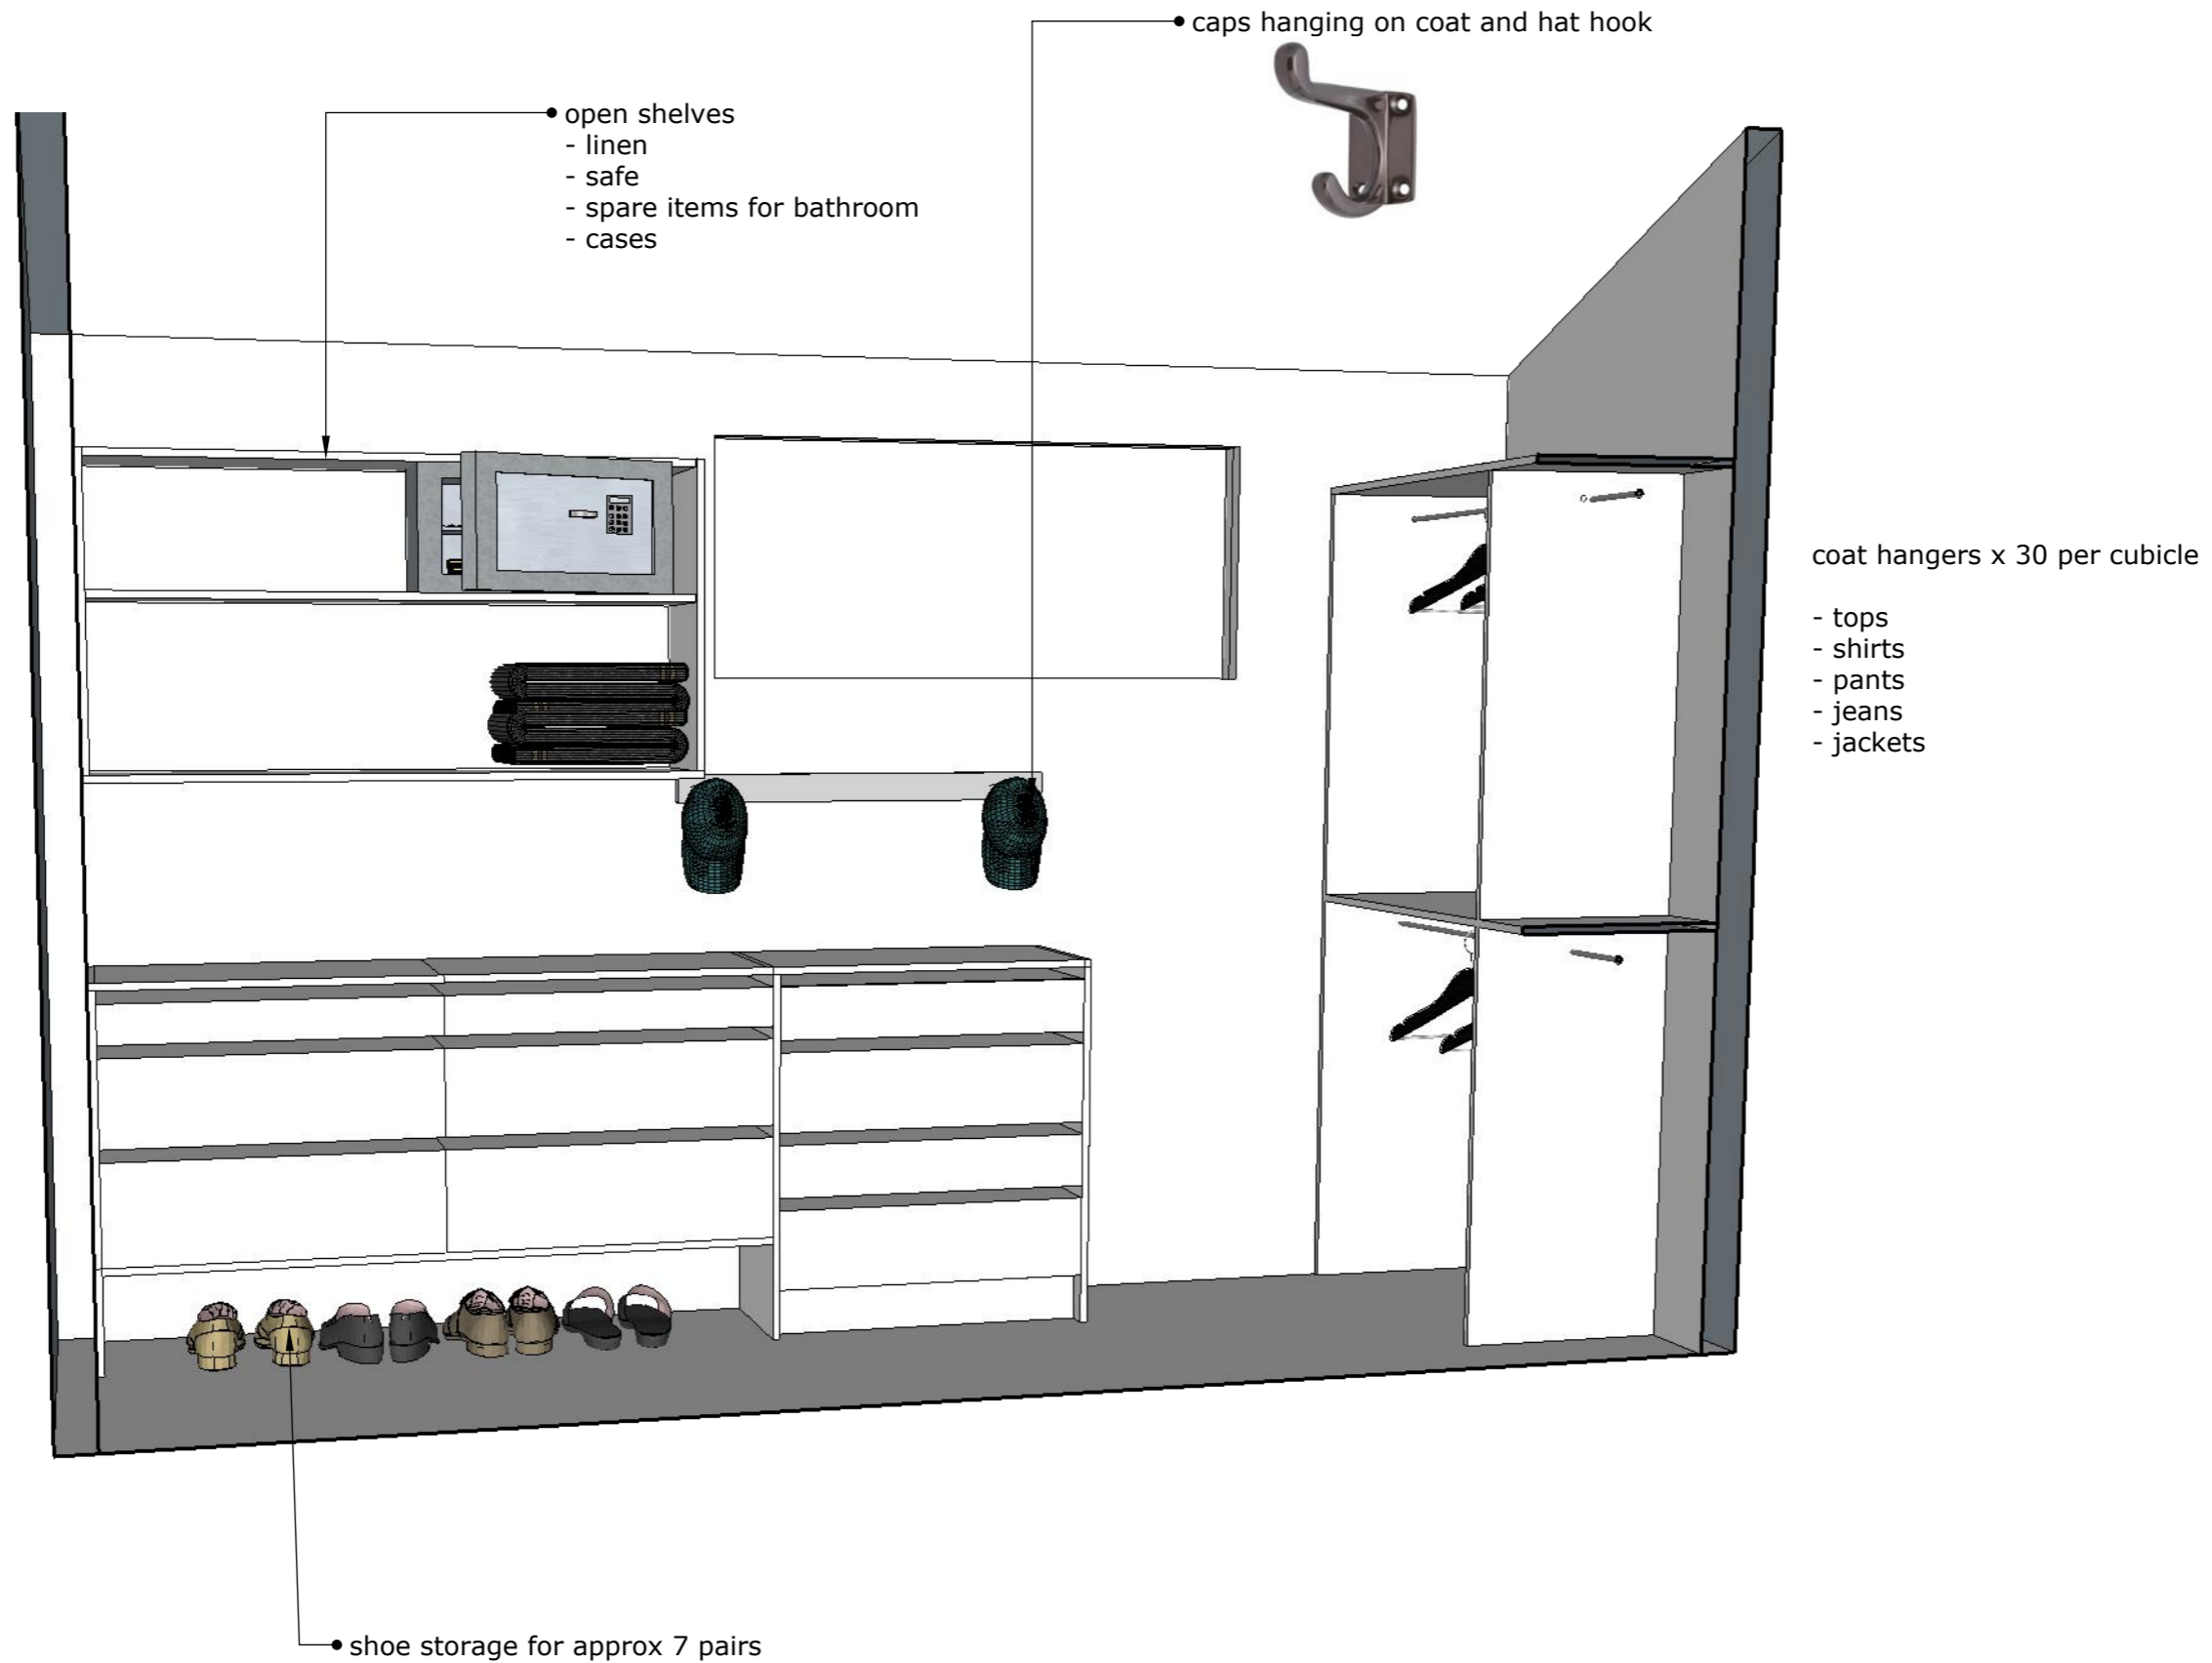 caps hanging on coat and hat hook
open shelves
- linen
- safe
- spare items for bathroom
- cases
coat hangers x 30 per cubicle
- tops
- shirts
- pants
- jeans
- jackets
shoe storage for approx 7 pairs